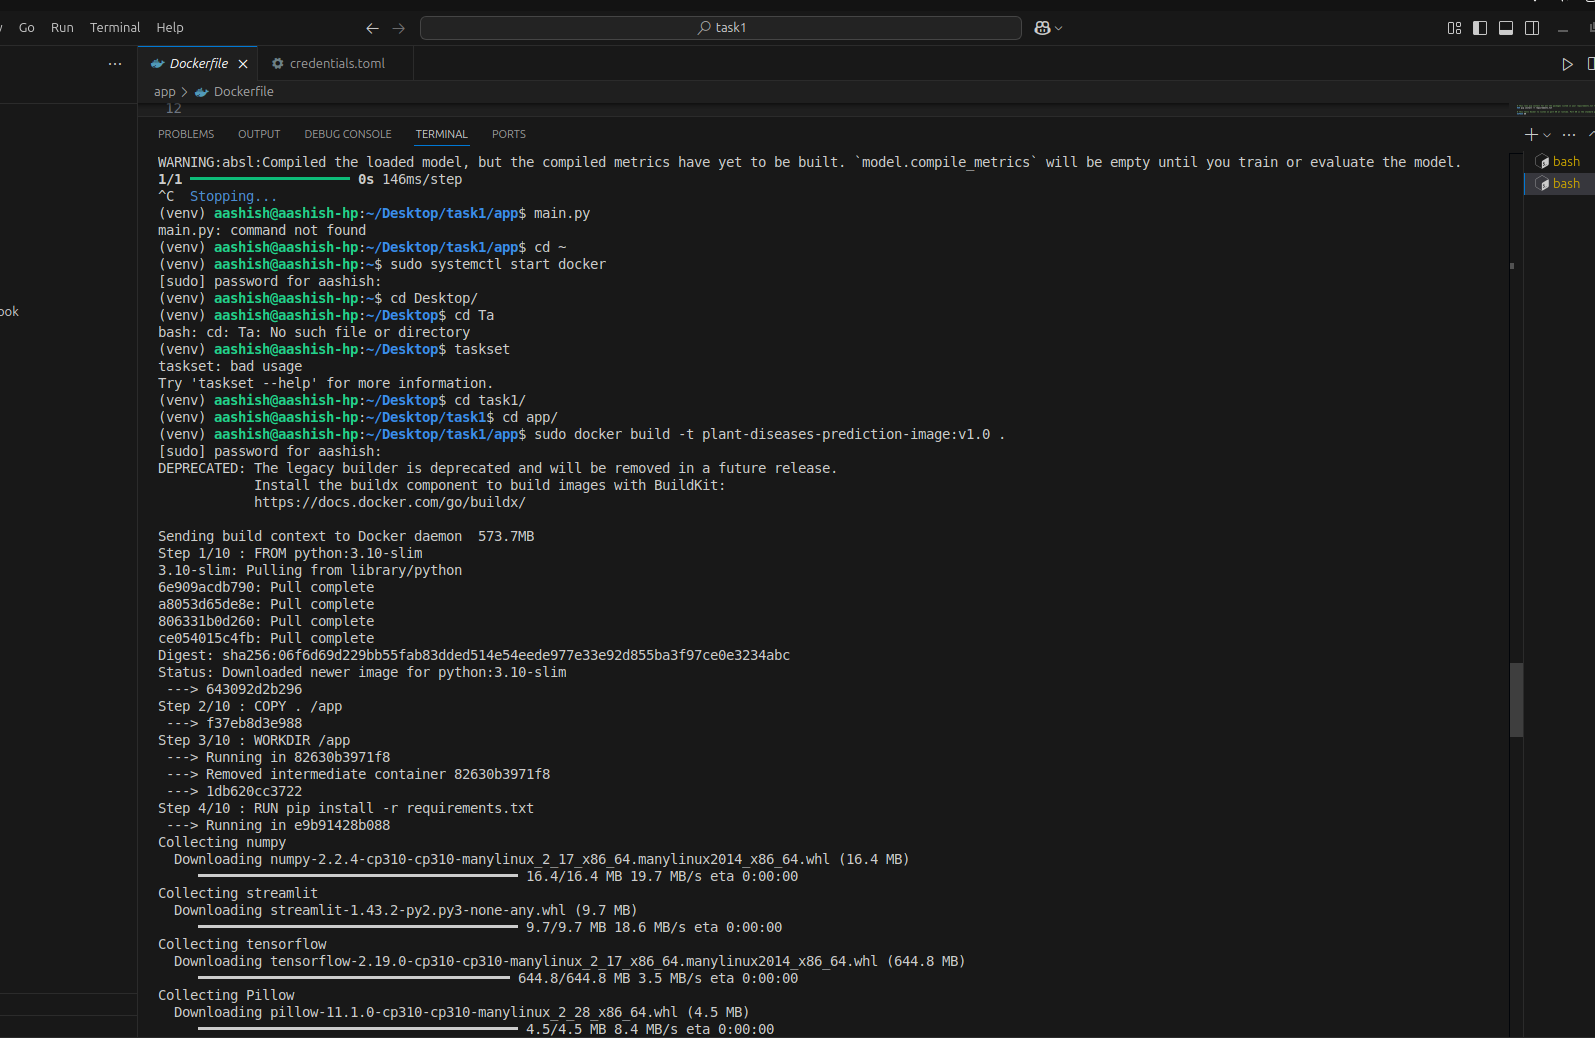 Go Run Terminal Help
task1
Dockerfile
credentials.toml
app > Dockerfile
12
PROBLEMS OUTPUT DEBUG CONSOLE TERMINAL PORTS
bash
bash
ook
WARNING:absl:Compiled the loaded model, but the compiled metrics have yet to be built. `model.compile_metrics` will be empty until you train or evaluate the model.
1/1 0s 146ms/step
^C  Stopping...
(venv) aashish@aashish-hp:~/Desktop/task1/app$ main.py
main.py: command not found
(venv) aashish@aashish-hp:~/Desktop/task1/app$ cd ~
(venv) aashish@aashish-hp:~$ sudo systemctl start docker
[sudo] password for aashish:
(venv) aashish@aashish-hp:~$ cd Desktop/
(venv) aashish@aashish-hp:~/Desktop$ cd Ta
bash: cd: Ta: No such file or directory
(venv) aashish@aashish-hp:~/Desktop$ taskset
taskset: bad usage
Try 'taskset --help' for more information.
(venv) aashish@aashish-hp:~/Desktop$ cd task1/
(venv) aashish@aashish-hp:~/Desktop/task1$ cd app/
(venv) aashish@aashish-hp:~/Desktop/task1/app$ sudo docker build -t plant-diseases-prediction-image:v1.0 .
[sudo] password for aashish:
DEPRECATED: The legacy builder is deprecated and will be removed in a future release.
            Install the buildx component to build images with BuildKit:
            https://docs.docker.com/go/buildx/
Sending build context to Docker daemon  573.7MB
Step 1/10 : FROM python:3.10-slim
3.10-slim: Pulling from library/python
6e909acdb790: Pull complete
a8053d65de8e: Pull complete
806331b0d260: Pull complete
ce054015c4fb: Pull complete
Digest: sha256:06f6d69d229bb55fab83dded514e54eede977e33e92d855ba3f97ce0e3234abc
Status: Downloaded newer image for python:3.10-slim
 ---> 643092d2b296
Step 2/10 : COPY . /app
 ---> f37eb8d3e988
Step 3/10 : WORKDIR /app
 ---> Running in 82630b3971f8
 ---> Removed intermediate container 82630b3971f8
 ---> 1db620cc3722
Step 4/10 : RUN pip install -r requirements.txt
 ---> Running in e9b91428b088
Collecting numpy
  Downloading numpy-2.2.4-cp310-cp310-manylinux_2_17_x86_64.manylinux2014_x86_64.whl (16.4 MB)
16.4/16.4 MB 19.7 MB/s eta 0:00:00
Collecting streamlit
  Downloading streamlit-1.43.2-py2.py3-none-any.whl (9.7 MB)
9.7/9.7 MB 18.6 MB/s eta 0:00:00
Collecting tensorflow
  Downloading tensorflow-2.19.0-cp310-cp310-manylinux_2_17_x86_64.manylinux2014_x86_64.whl (644.8 MB)
644.8/644.8 MB 3.5 MB/s eta 0:00:00
Collecting Pillow
  Downloading pillow-11.1.0-cp310-cp310-manylinux_2_28_x86_64.whl (4.5 MB)
4.5/4.5 MB 8.4 MB/s eta 0:00:00